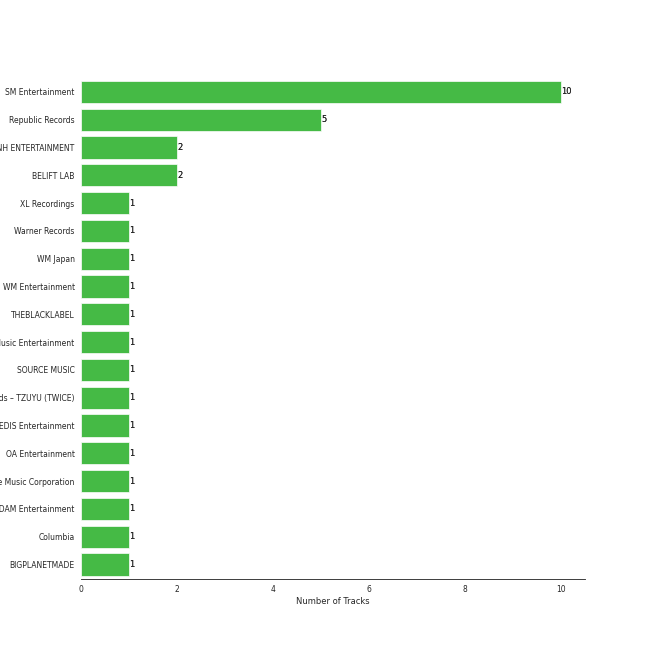 SM Entertainment 10
Republic Records 5
NH ENTERTAINMENT 2
BELIFT LAB 2
XL Recordings 1
Warner Records 1
WM Japan 1
WM Entertainment 1
THEBLACKLABEL 1
usic Entertainment 1
SOURCE MUSIC 1
ds – TZUYU (TWICE) 1
EDIS Entertainment 1
OA Entertainment 1
e Music Corporation 1
DAM Entertainment 1
Columbia 1
BIGPLANETMADE 1
0 2 4 6 8 10
Number of Tracks